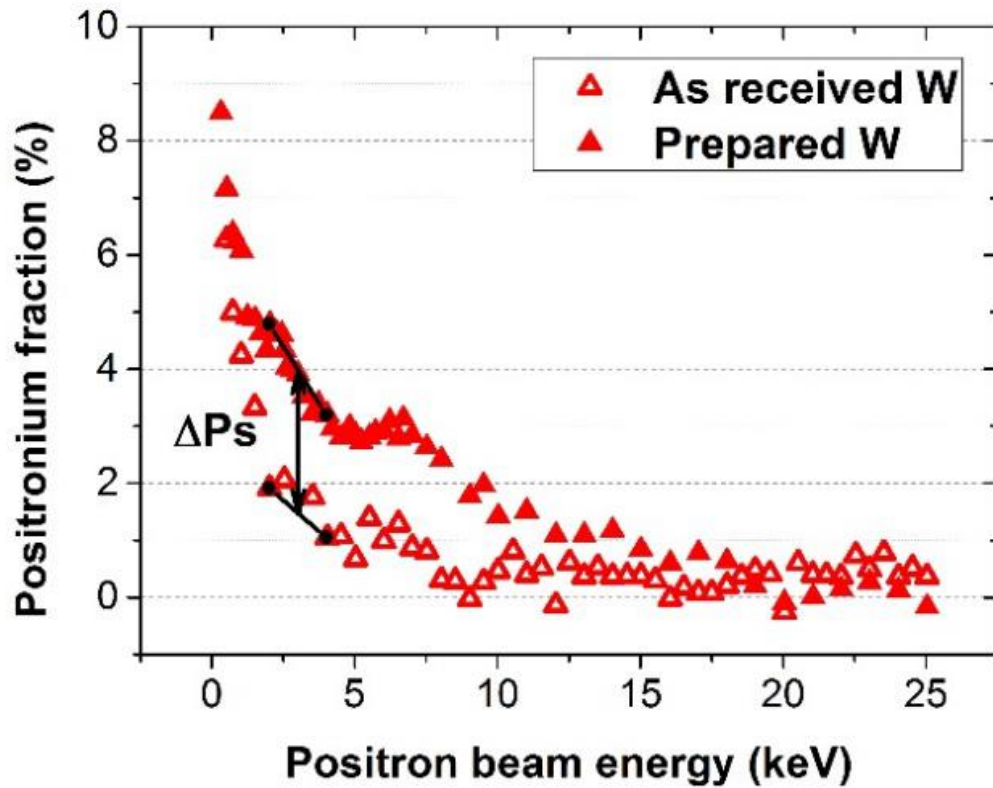 10
8
6
4
2
0
Positronium fraction (%)
As received W
Prepared W
ΔPs
0 5 10 15 20 25
Positron beam energy (keV)